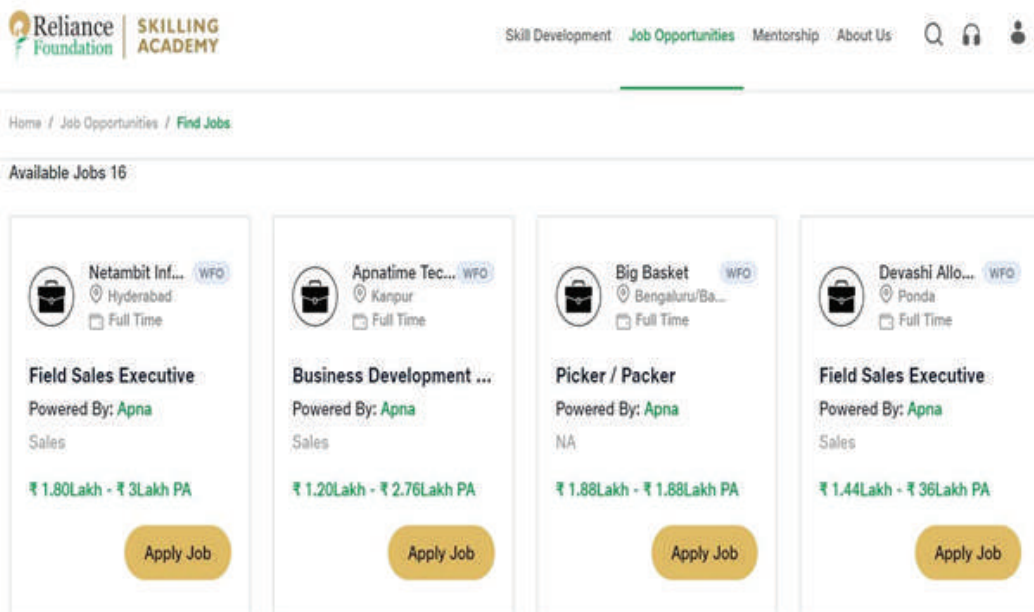 Reliance Foundation
SKILLING ACADEMY
Skill Development Job Opportunities Mentorship About Us
Home / Job Opportunities / Find Jobs
Available Jobs 16
Netambit Inf... WFO
Hyderabad
Full Time
Field Sales Executive
Powered By: Apna
Sales
₹ 1.80Lakh - ₹ 3Lakh PA
Apply Job
Apnatime Tec... WFO
Kanpur
Full Time
Business Development ...
Powered By: Apna
Sales
₹ 1.20Lakh - ₹ 2.76Lakh PA
Apply Job
Big Basket WFO
Bengaluru/Ba...
Full Time
Picker / Packer
Powered By: Apna
NA
₹ 1.88Lakh - ₹ 1.88Lakh PA
Apply Job
Devashi Allo... WFO
Ponda
Full Time
Field Sales Executive
Powered By: Apna
Sales
₹ 1.44Lakh - ₹ 36Lakh PA
Apply Job